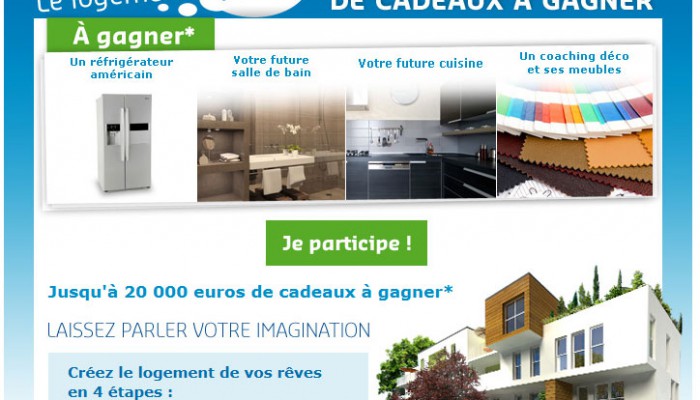 Le logeme
DE CADEAUX À GAGNER
À gagner*
Un réfrigérateur
américain
Votre future
salle de bain
Votre future cuisine
Un coaching déco
et ses meubles
Je participe !
Jusqu'à 20 000 euros de cadeaux à gagner*
LAISSEZ PARLER VOTRE IMAGINATION
Créez le logement de vos rêves
en 4 étapes :